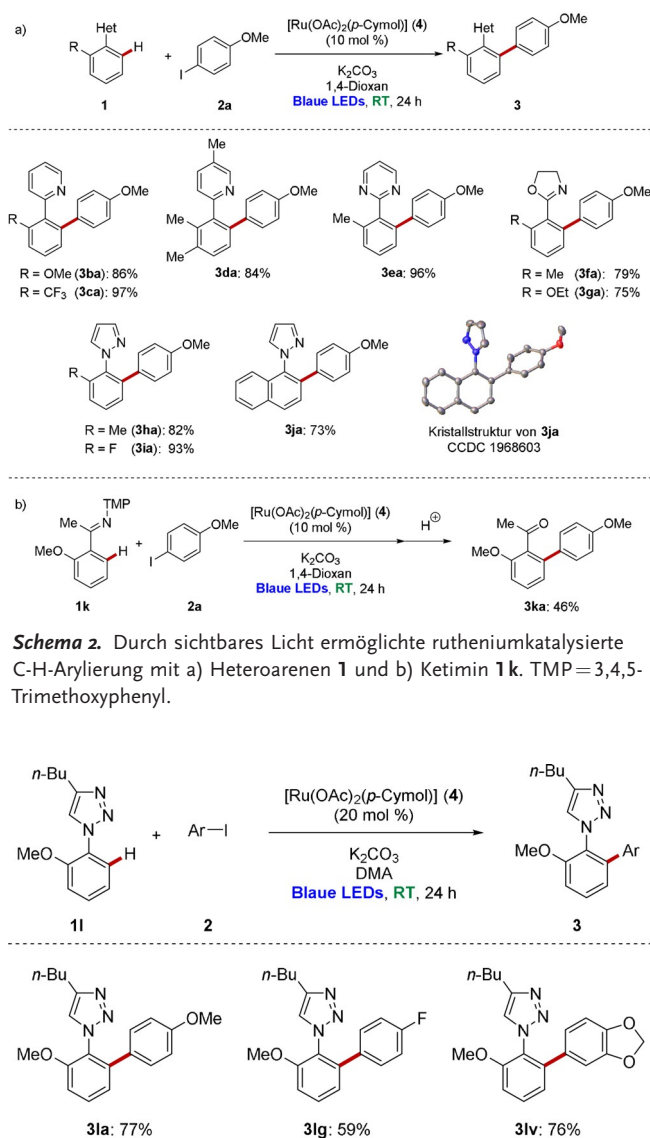 a)
Het
R
H
1
+
I
OMe
2a
[Ru(OAc)2(p-Cymol)] (4)
(10 mol %)
K2CO3
1,4-Dioxan
Blaue LEDs, RT, 24 h
Het
R
OMe
3
N
OMe
R
R = OMe (3ba): 86%
R = CF3 (3ca): 97%
Me
N
OMe
Me
Me
3da: 84%
N
N
OMe
Me
3ea: 96%
O
N
OMe
R
R = Me (3fa): 79%
R = OEt (3ga): 75%
N
N
OMe
R
R = Me (3ha): 82%
R = F (3ia): 93%
N
N
OMe
3ja: 73%
Kristallstruktur von 3ja
CCDC 1968603
b)
TMP
Me
N
MeO
H
1k
+
I
OMe
2a
[Ru(OAc)2(p-Cymol)] (4)
(10 mol %)
K2CO3
1,4-Dioxan
Blaue LEDs, RT, 24 h
H⊕
Me
O
MeO
OMe
3ka: 46%
Schema 2. Durch sichtbares Licht ermöglichte rutheniumkatalysierte
C-H-Arylierung mit a) Heteroarenen 1 und b) Ketimin 1k. TMP=3,4,5-
Trimethoxyphenyl.
n-Bu
N
N
N
MeO
H
1l
+
Ar—I
2
[Ru(OAc)2(p-Cymol)] (4)
(20 mol %)
K2CO3
DMA
Blaue LEDs, RT, 24 h
n-Bu
N
N
N
MeO
Ar
3
n-Bu
N
N
N
MeO
OMe
3la: 77%
n-Bu
N
N
N
MeO
F
3lg: 59%
n-Bu
N
N
N
MeO
O
O
3lv: 76%